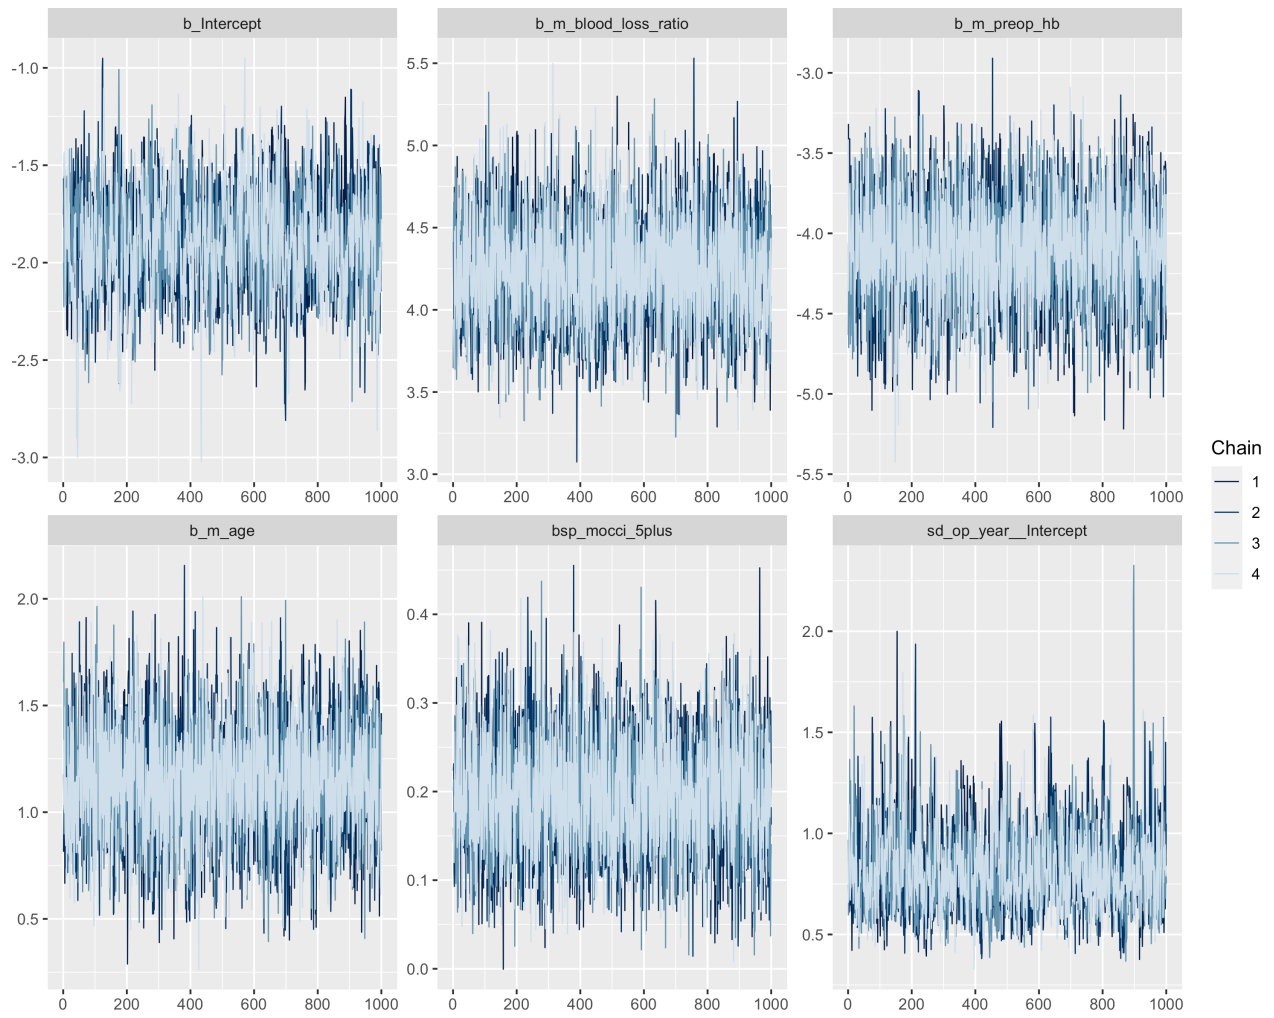 b_Intercept
-1.0
-1.5
-2.0
-2.5
-3.0
0 200 400 600 800 1000
b_m_blood_loss_ratio
5.5
5.0
4.5
4.0
3.5
3.0
0 200 400 600 800 1000
b_m_preop_hb
-3.0
-3.5
-4.0
-4.5
-5.0
-5.5
0 200 400 600 800 1000
b_m_age
2.0
1.5
1.0
0.5
0 200 400 600 800 1000
bsp_mocci_5plus
0.4
0.3
0.2
0.1
0.0
0 200 400 600 800 1000
sd_op_year__Intercept
2.0
1.5
1.0
0.5
0 200 400 600 800 1000
Chain
1
2
3
4